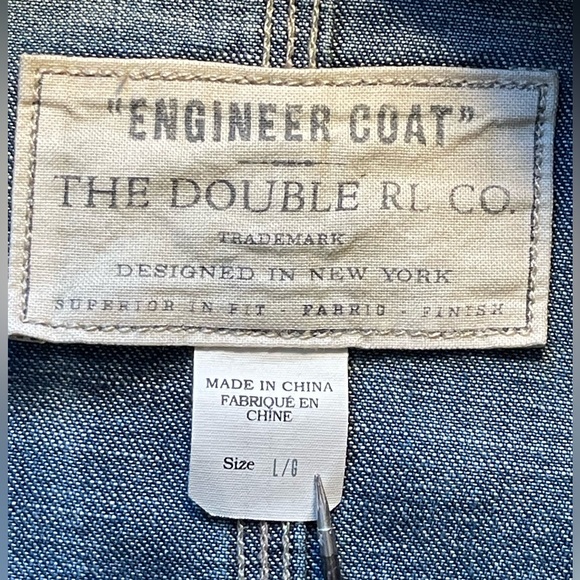 "ENGINEER COAT"
THE DOUBLE RL CO.
TRADEMARK
DESIGNED IN NEW YORK
SUPERIOR IN FIT - FABRIC - FINISH
MADE IN CHINA
FABRIQUÉ EN
CHINE
Size L/G